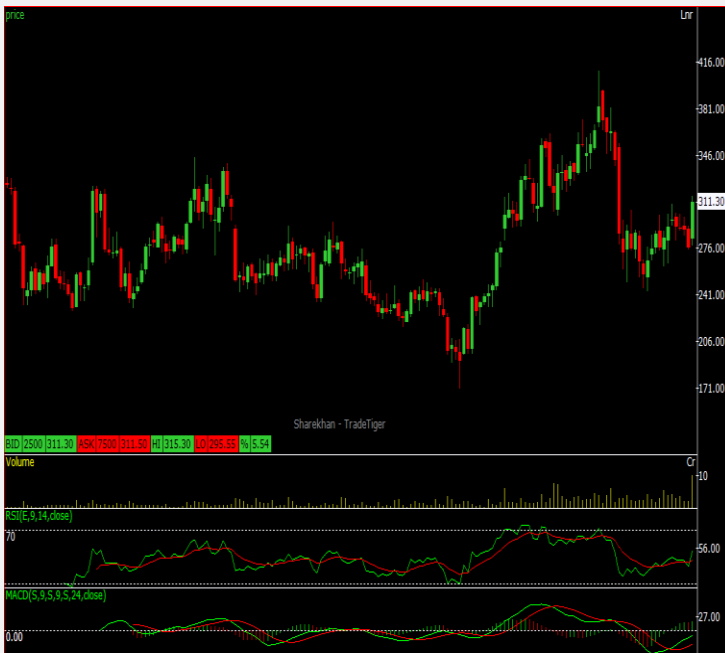 price Lnr
416.00
381.00
346.00
311.30
276.00
241.00
206.00
171.00
Sharekhan - TradeTiger
BID 2500 311.30 ASK 7500 311.50 HI 315.30 LO 295.55 % 5.54
Volume Cr
10
RSI(E,9,14,close)
70
56.00
MACD(S,9,S,9,S,24,close)
27.00
0.00